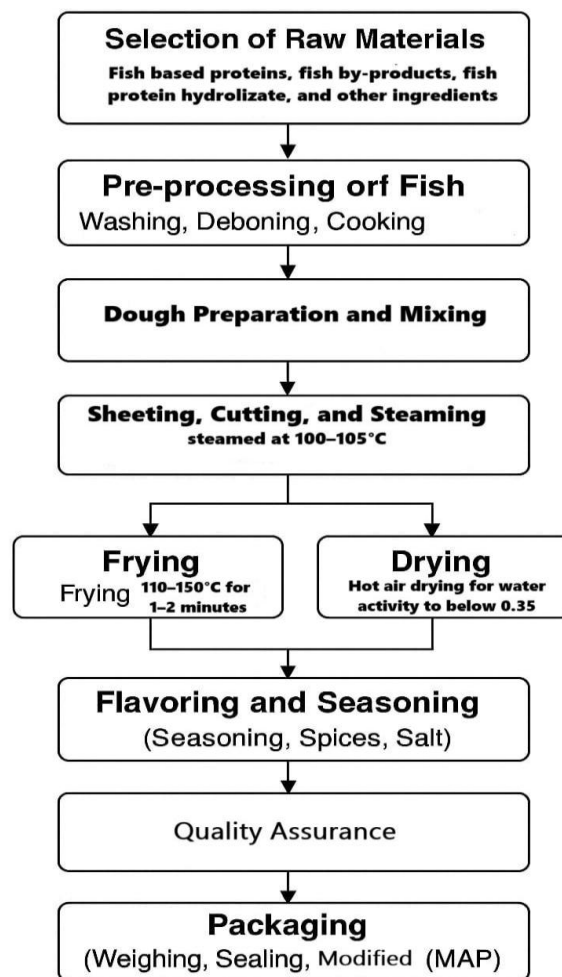 Selection of Raw Materials
Fish based proteins, fish by-products, fish
protein hydrolizate, and other ingredients
Pre-processing orf Fish
Washing, Deboning, Cooking
Dough Preparation and Mixing
Sheeting, Cutting, and Steaming
steamed at 100–105°C
Frying
Frying 110–150°C for
1–2 minutes
Drying
Hot air drying for water
activity to below 0.35
Flavoring and Seasoning
(Seasoning, Spices, Salt)
Quality Assurance
Packaging
(Weighing, Sealing, Modified (MAP)